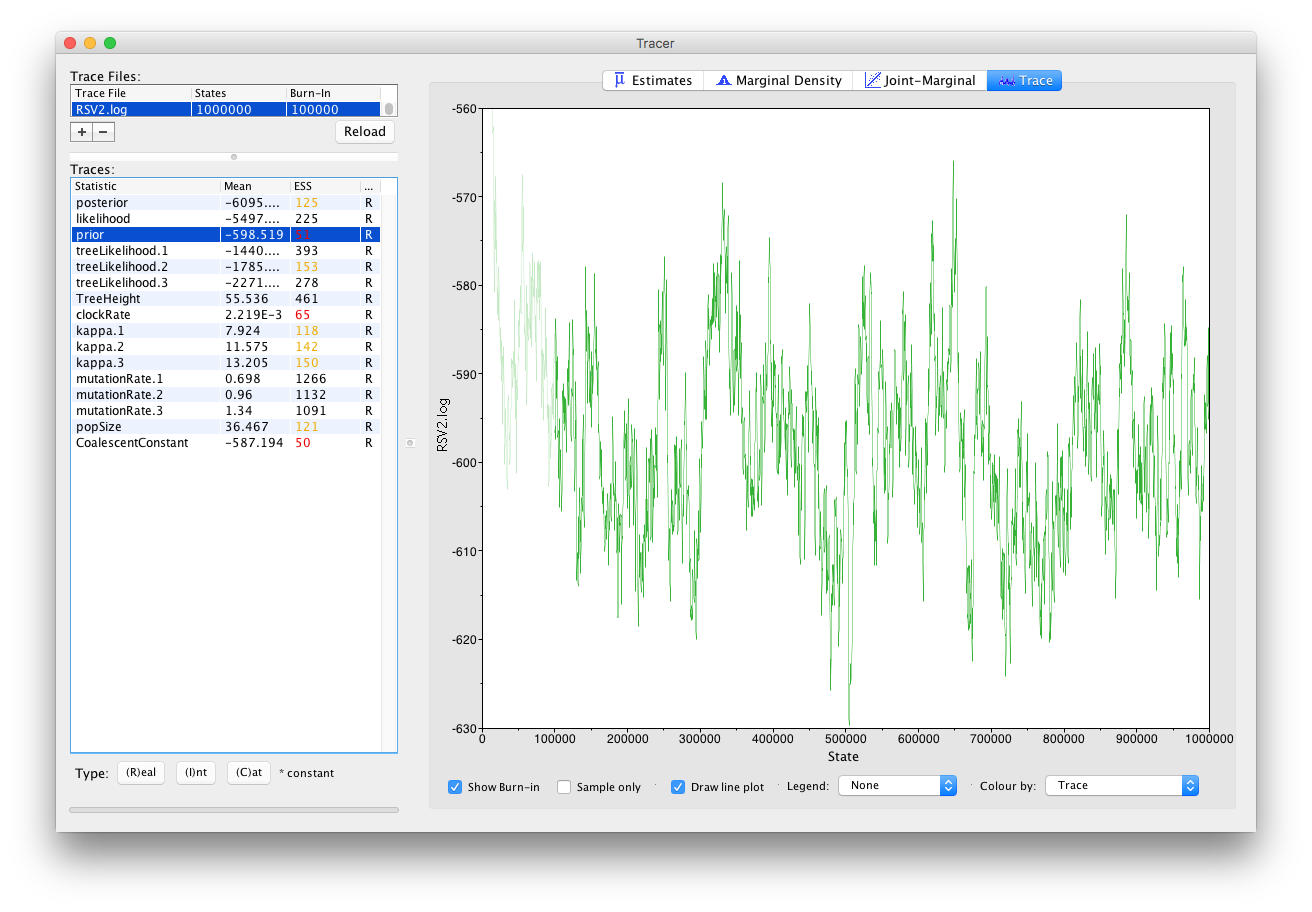 Tracer
Trace Files:
Trace File States Burn-In
RSV2.log 1000000 100000
+ −
Reload
Traces:
Statistic Mean ESS ...
posterior -6095.... 125 R
likelihood -5497.... 225 R
prior -598.519 51 R
treeLikelihood.1 -1440.... 393 R
treeLikelihood.2 -1785.... 153 R
treeLikelihood.3 -2271.... 278 R
TreeHeight 55.536 461 R
clockRate 2.219E-3 65 R
kappa.1 7.924 118 R
kappa.2 11.575 142 R
kappa.3 13.205 150 R
mutationRate.1 0.698 1266 R
mutationRate.2 0.96 1132 R
mutationRate.3 1.34 1091 R
popSize 36.467 121 R
CoalescentConstant -587.194 50 R
Type: (R)eal (I)nt (C)at * constant
Estimates Marginal Density Joint-Marginal Trace
-560
-570
-580
-590
-600
-610
-620
-630
RSV2.log
0 100000 200000 300000 400000 500000 600000 700000 800000 900000 1000000
State
Show Burn-in Sample only Draw line plot Legend: None Colour by: Trace